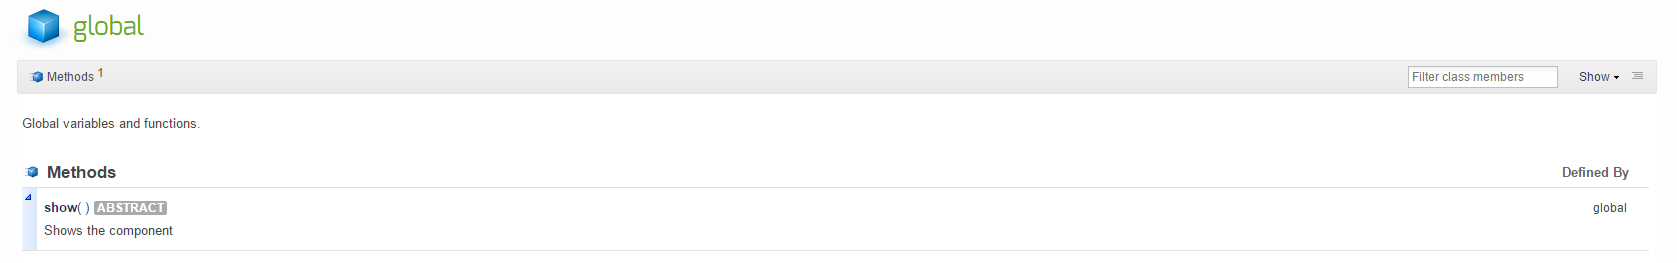 global
Methods 1
Filter class members
Show
Global variables and functions.
Methods
Defined By
show( ) ABSTRACT
global
Shows the component